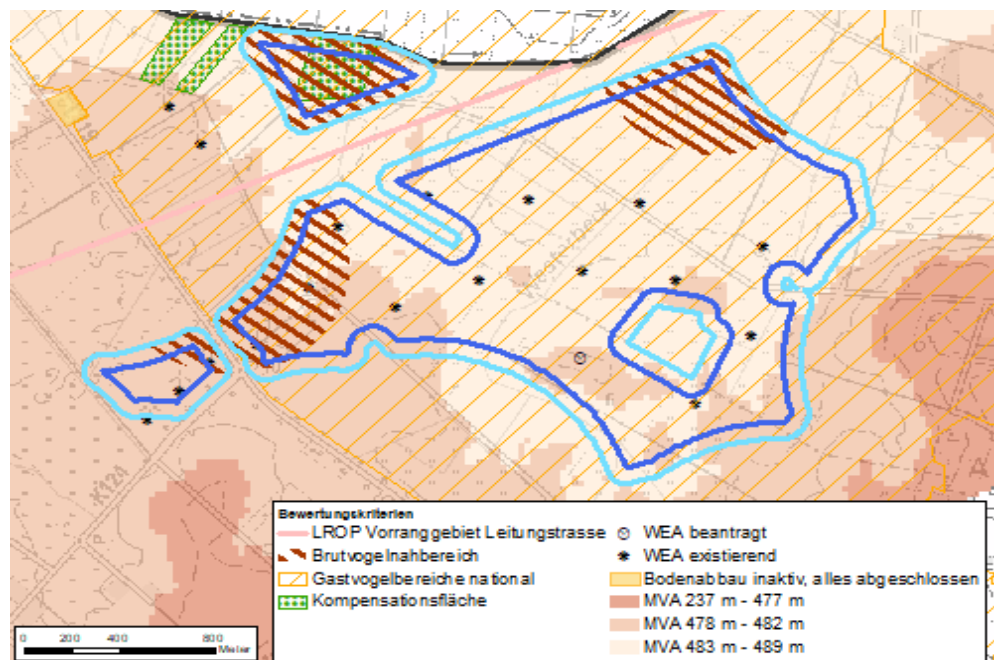 K121
Bewertungskriterien
LROP Vorranggebiet Leitungstrasse
WEA beantragt
Brutvogelnahbereich
WEA existierend
Gastvogelbereiche national
Bodenabbau inaktiv, alles abgeschlossen
Kompensationsfläche
MVA 237 m - 477 m
MVA 478 m - 482 m
MVA 483 m - 489 m
0 200 400 800
Meter